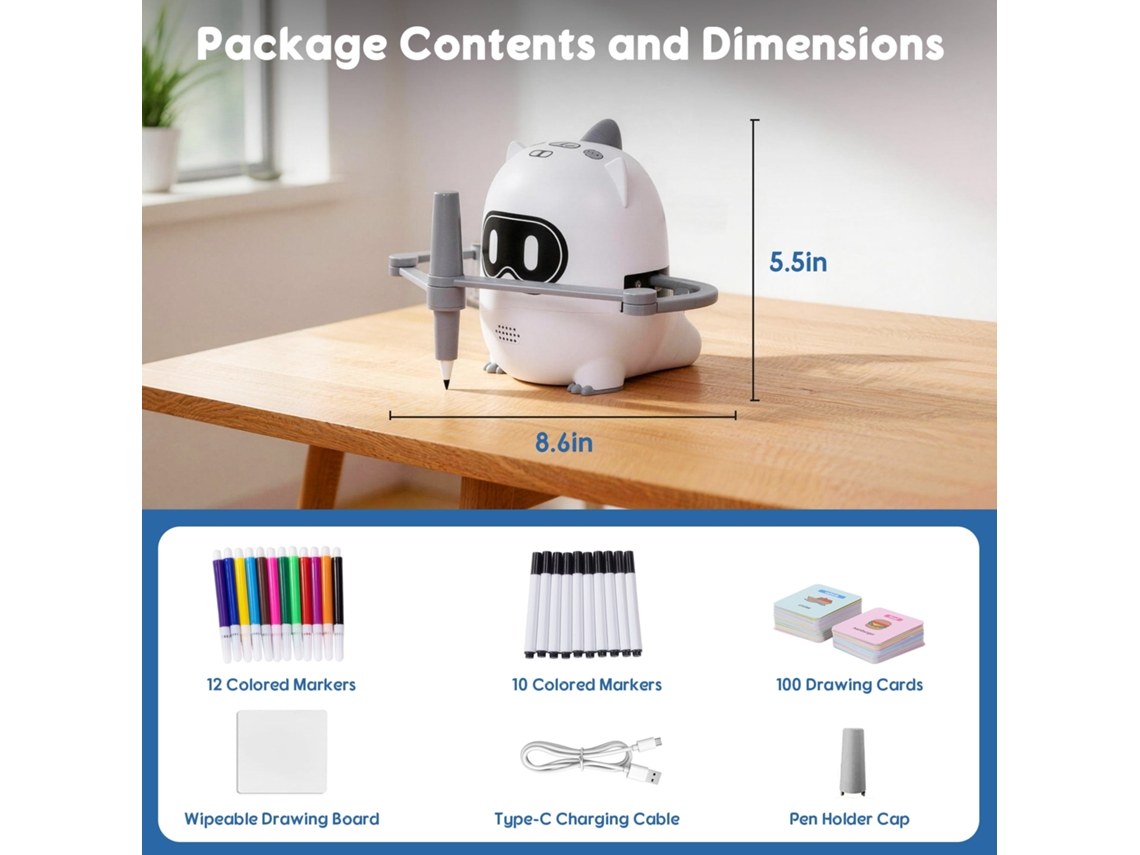 Package Contents and Dimensions
5.5in
8.6in
12 Colored Markers
10 Colored Markers
100 Drawing Cards
Wipeable Drawing Board
Type-C Charging Cable
Pen Holder Cap